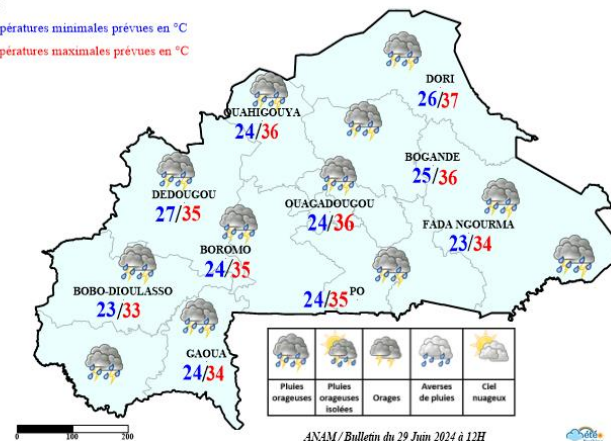 pératures minimales prévues en °C
pératures maximales prévues en °C
DORI
26/37
OUAHIGOUYA
24/36
BOGANDE
25/36
DEDOUGOU
27/35
OUAGADOUGOU
24/36
FADA NGOURMA
23/34
BOROMO
24/35
BOBO-DIOULASSO
23/33
24/35 PO
GAOUA
24/34
Pluies orageuses
Pluies orageuses isolées
Orages
Averses de pluies
Ciel nuageux
0 100 200
ANAM / Bulletin du 29 Juin 2024 à 12H
été